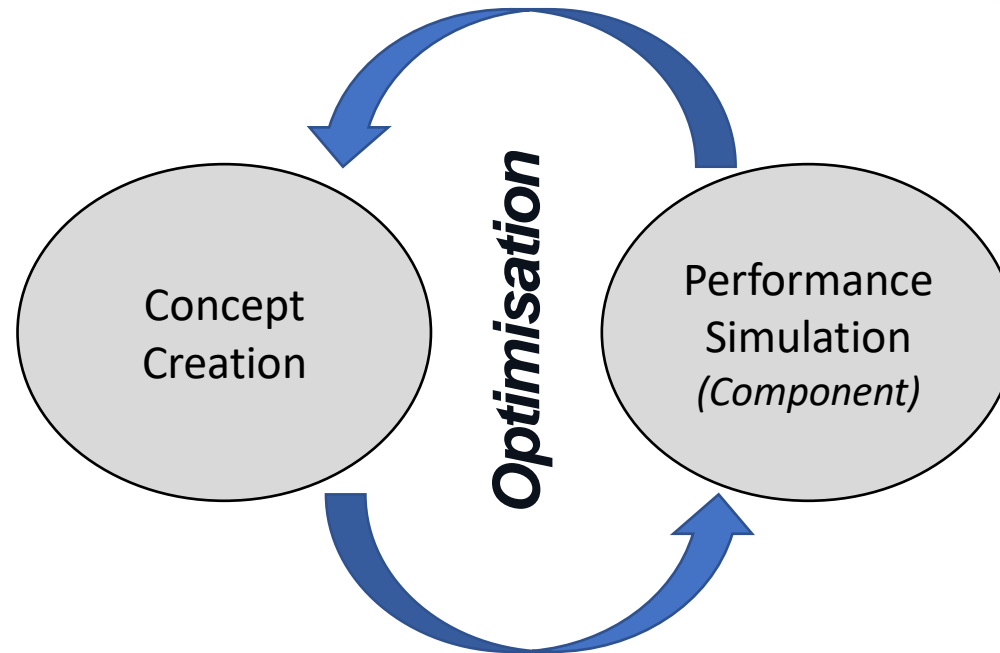 Concept
Creation
Optimisation
Performance
Simulation
(Component)